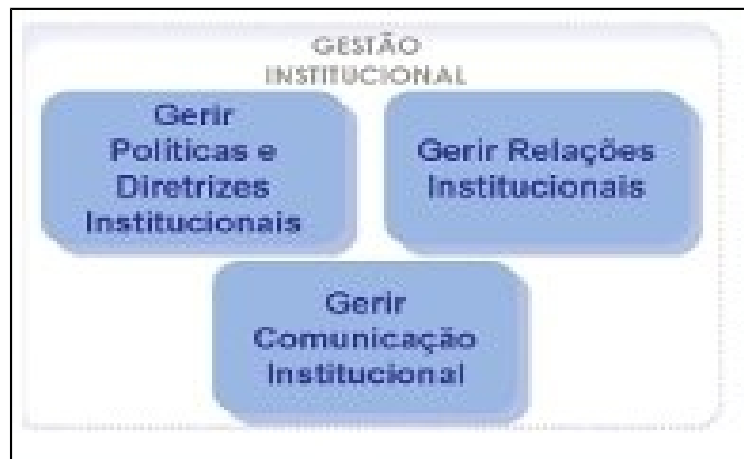 GESTÃO
INSTITUCIONAL
Gerir
Políticas e
Diretrizes
Institucionais
Gerir Relações
Institucionais
Gerir
Comunicação
Institucional